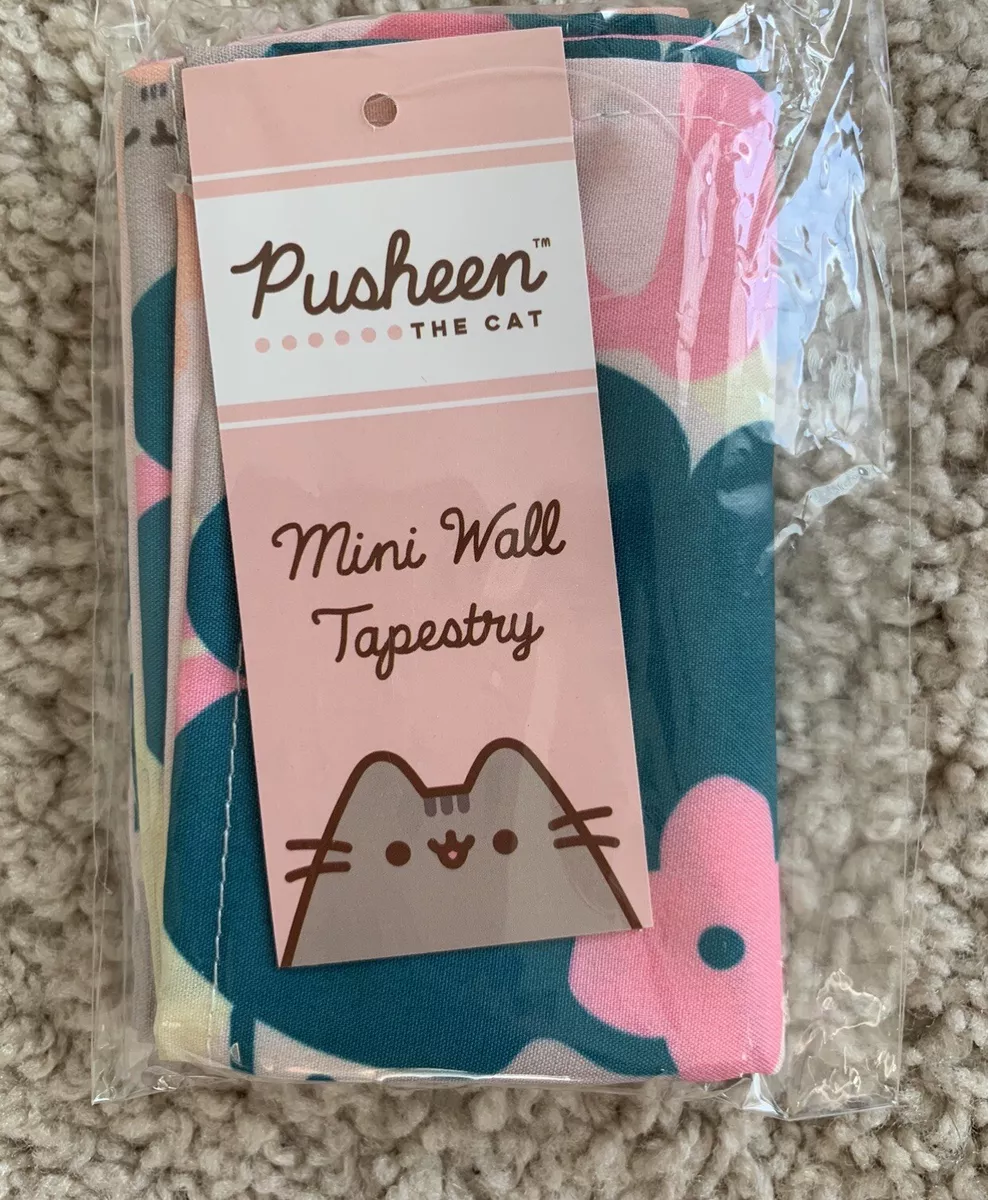 Pusheen™
THE CAT
Mini Wall
Tapestry